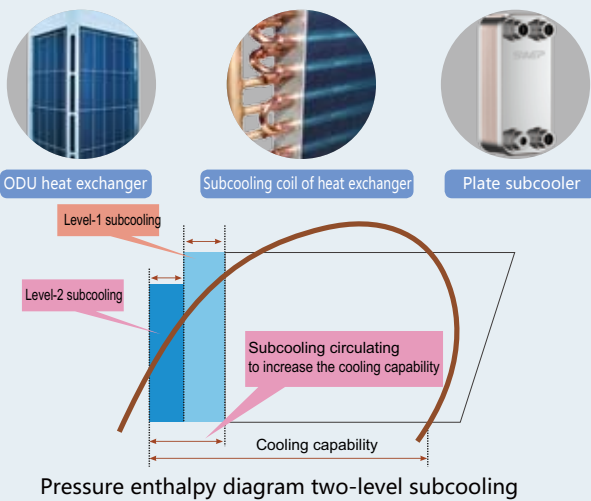 SWEP
ODU heat exchanger
Subcooling coil of heat exchanger
Plate subcooler
Level-1 subcooling
Level-2 subcooling
Subcooling circulating
to increase the cooling capability
Cooling capability
Pressure enthalpy diagram two-level subcooling